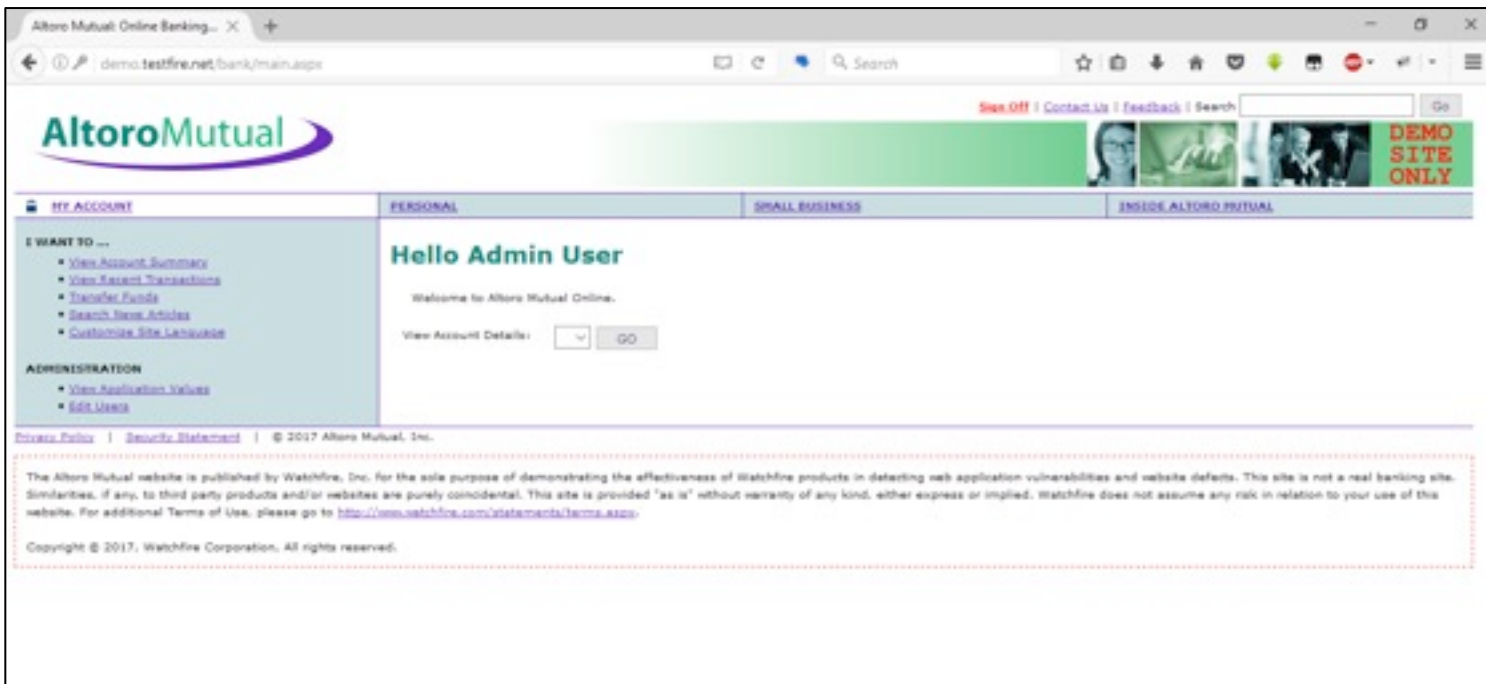 Altoro Mutual: Online Banking...
demo.testfire.net/bank/main.aspx
Search
Sign Off | Contact Us | Feedback | Search
Go
AltoroMutual
DEMO
SITE
ONLY
MY ACCOUNT
PERSONAL
SMALL BUSINESS
INSIDE ALTORO MUTUAL
I WANT TO ...
View Account Summary
View Recent Transactions
Transfer Funds
Search News Articles
Customize Site Language
ADMINISTRATION
View Application Values
Edit Users
Hello Admin User
Welcome to Altoro Mutual Online.
View Account Details:
GO
Privacy Policy | Security Statement | © 2017 Altoro Mutual, Inc.
The Altoro Mutual website is published by Watchfire, Inc. for the sole purpose of demonstrating the effectiveness of Watchfire products in detecting web application vulnerabilities and website defects. This site is not a real banking site.
Similarities, if any, to third party products and/or websites are purely coincidental. This site is provided "as is" without warranty of any kind, either express or implied. Watchfire does not assume any risk in relation to your use of this
website. For additional Terms of Use, please go to http://www.watchfire.com/statements/terms.aspx.
Copyright © 2017, Watchfire Corporation, All rights reserved.